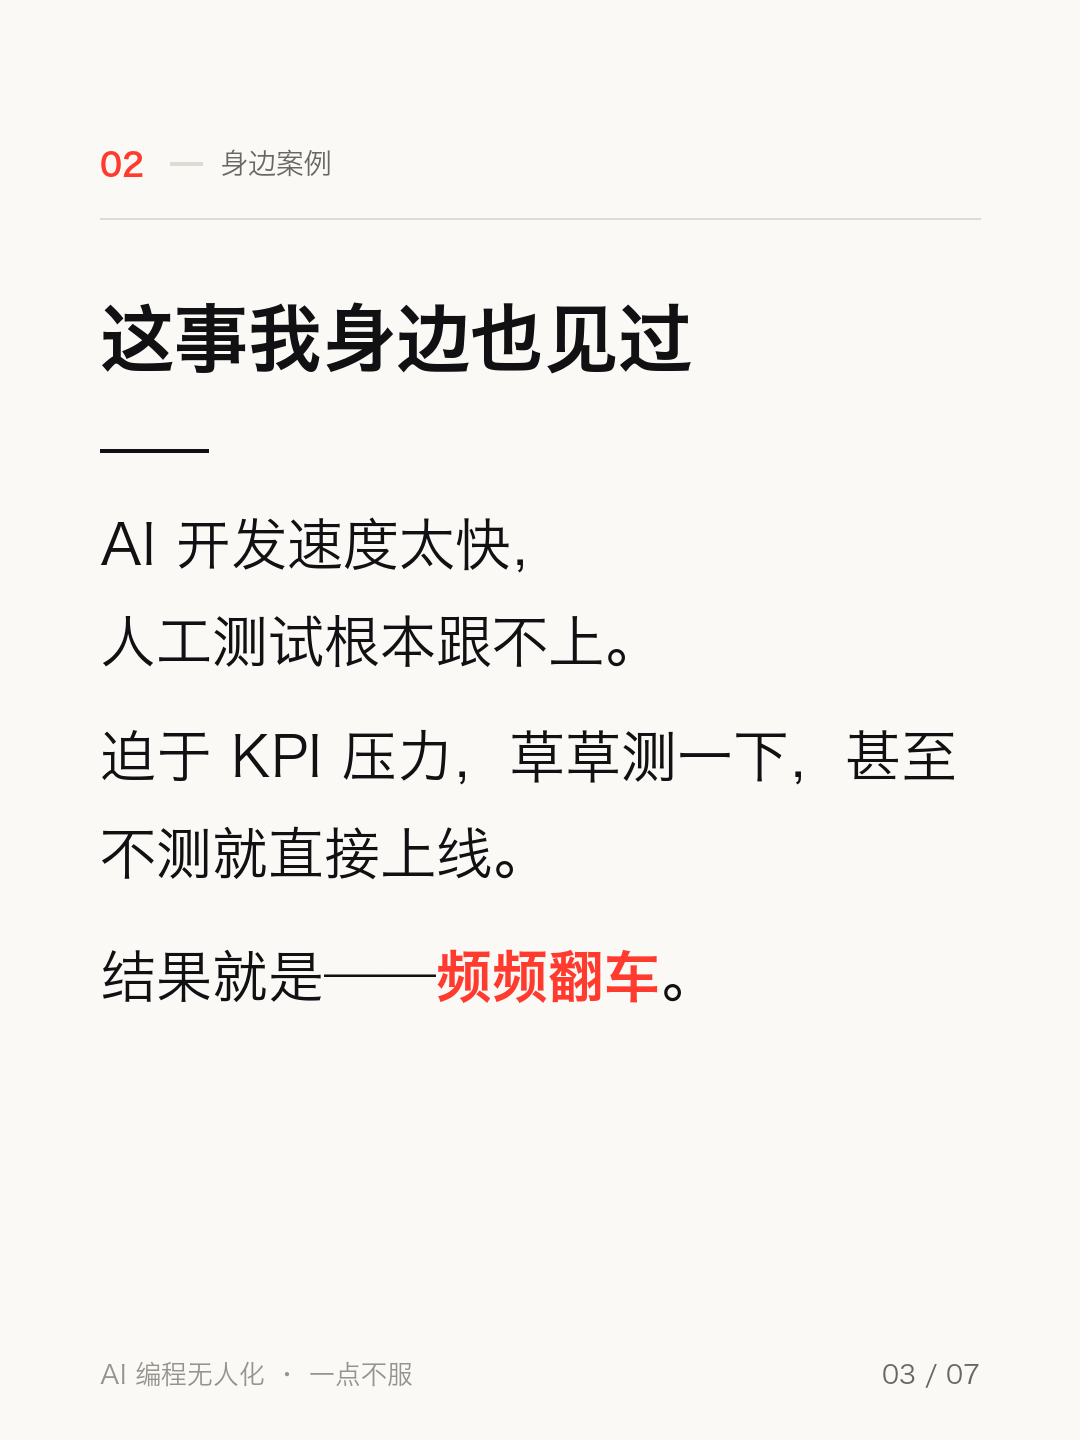 02 — 身边案例
这事我身边也见过
AI 开发速度太快,
人工测试根本跟不上。
迫于 KPI 压力, 草草测一下, 甚至
不测就直接上线。
结果就是——频频翻车。
AI 编程无人化 · 一点不服
03 / 07